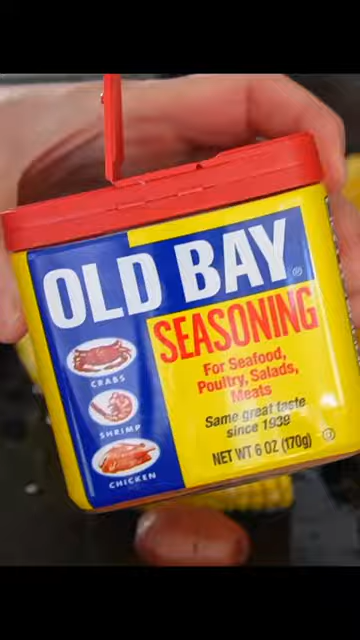 OLD BAY®
SEASONING
For Seafood,
Poultry, Salads,
Meats
Same great taste
since 1939
NET WT 6 OZ (170g)
CRABS
SHRIMP
CHICKEN